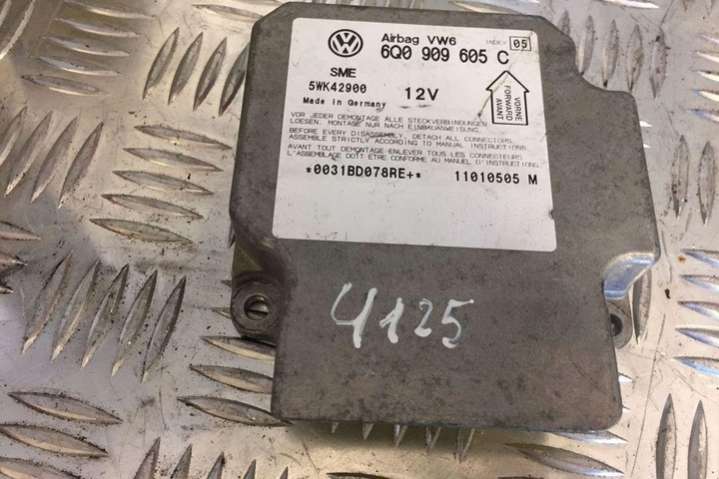 Airbag VW6 INDEX 05
6Q0 909 605 C
SME
5WK42900 12V
Made in Germany
VORNE
FORWARD
AVANT
VOR JEDER DEMONTAGE ALLE STECKVERBINDUNGEN
LOESEN. MONTAGE NUR NACH EINBAUANWEISUNG.
BEFORE EVERY DISASSEMBLY, DETACH ALL CONNECTORS.
ASSEMBLE STRICTLY ACCORDING TO MANUAL INSTRUCTIONS.
AVANT TOUT DEMONTAGE ENLEVER TOUS LES CONNECTEURS
L'ASSEMBLAGE DOIT ETRE CONFORME AU MANUEL D'INSTRUCTIONS.
*0031BD078RE+* 11010505 M
4125